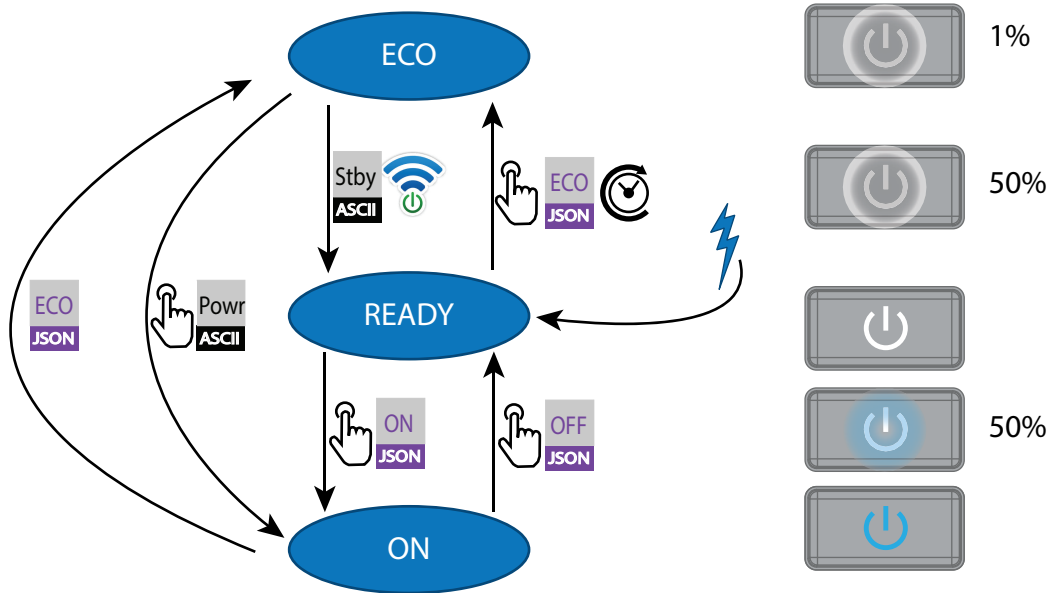 ECO
1%
Stby
ASCII
ECO
JSON
50%
ECO
JSON
Powr
ASCII
READY
ON
JSON
OFF
JSON
50%
ON